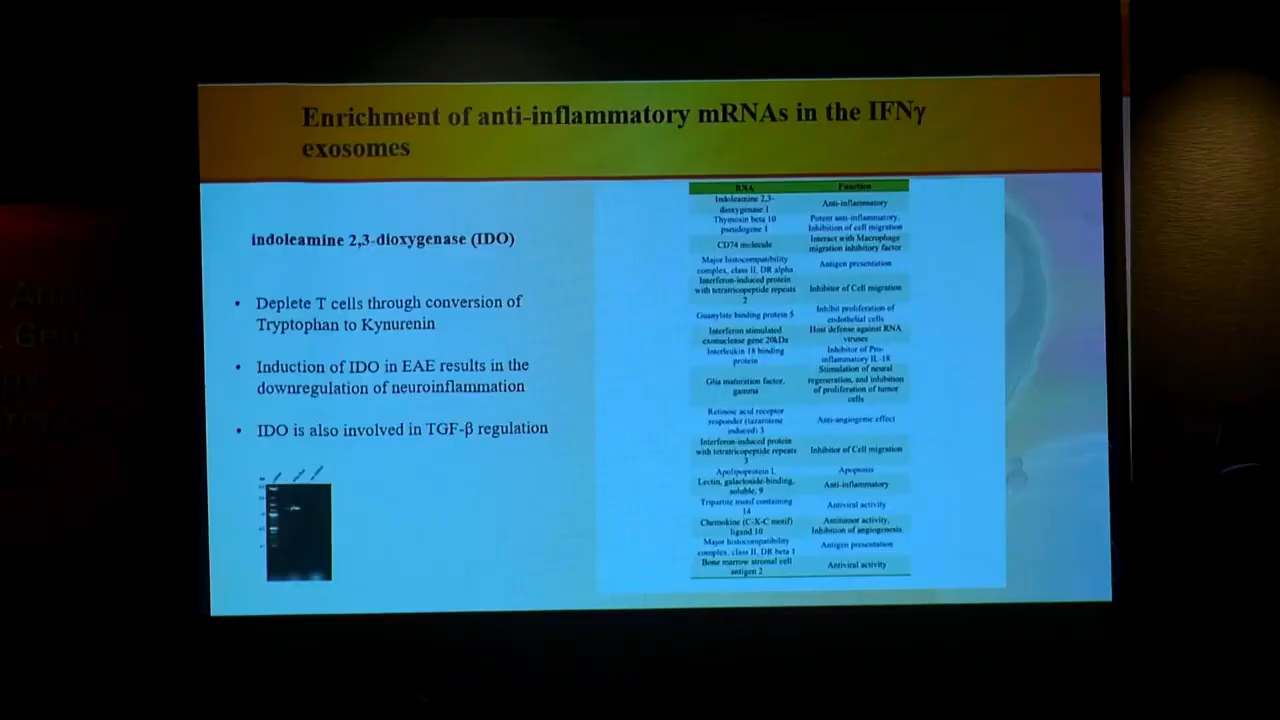 Enrichment of anti-inflammatory mRNAs in the IFNγ
exosomes
indoleamine 2,3-dioxygenase (IDO)
• Deplete T cells through conversion of
Tryptophan to Kynurenin
• Induction of IDO in EAE results in the
downregulation of neuroinflammation
• IDO is also involved in TGF-β regulation
RNA Function
Indoleamine 2,3-
dioxygenase 1
Anti-inflammatory
Thymosin beta 10
pseudogene 1
Potent anti-inflammatory,
Inhibition of cell migration
CD74 molecule
Interact with Macrophage
migration inhibitory factor
Major histocompatibility
complex, class II, DR alpha
Antigen presentation
Interferon-induced protein
with tetratricopeptide repeats
2
Inhibitor of Cell migration
Guanylate binding protein 5
Inhibit proliferation of
endothelial cells
Interferon stimulated
exonuclease gene 20kDa
Host defense against RNA
viruses
Interleukin 18 binding
protein
Inhibitor of Pro-
inflammatory IL-18
Glia maturation factor,
gamma
Stimulation of neural
regeneration, and inhibition
of proliferation of tumor
cells
Retinoic acid receptor
responder (tazarotene
induced) 3
Anti-angiogenic effect
Interferon-induced protein
with tetratricopeptide repeats
3
Inhibitor of Cell migration
Apolipoprotein L
Apoptosis
Lectin, galactoside-binding,
soluble, 9
Anti-inflammatory
Tripartite motif containing
14
Antiviral activity
Chemokine (C-X-C motif)
ligand 10
Antitumor activity,
Inhibition of angiogenesis
Major histocompatibility
complex, class II, DR beta 1
Antigen presentation
Bone marrow stromal cell
antigen 2
Antiviral activity